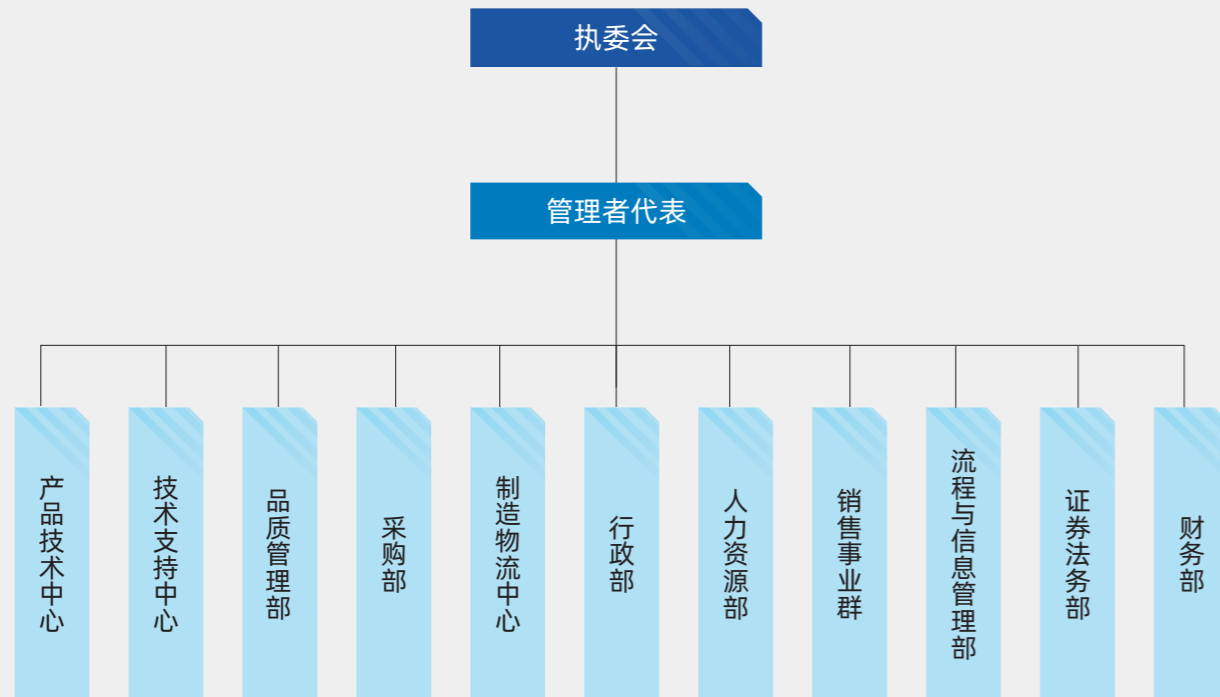 执委会
管理者代表
产品技术中心
技术支持中心
品质管理部
采购部
制造物流中心
行政部
人力资源部
销售事业群
流程与信息管理部
证券法务部
财务部